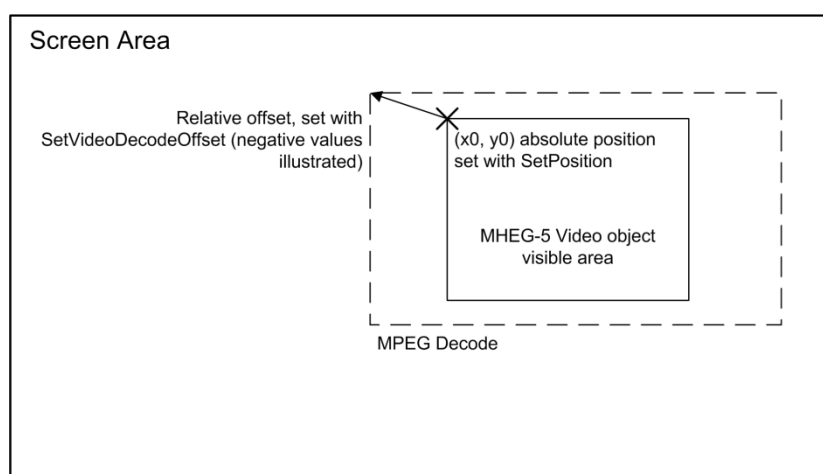 Screen Area
Relative offset, set with
SetVideoDecodeOffset (negative values
illustrated)
(x0, y0) absolute position
set with SetPosition
MHEG-5 Video object
visible area
MPEG Decode